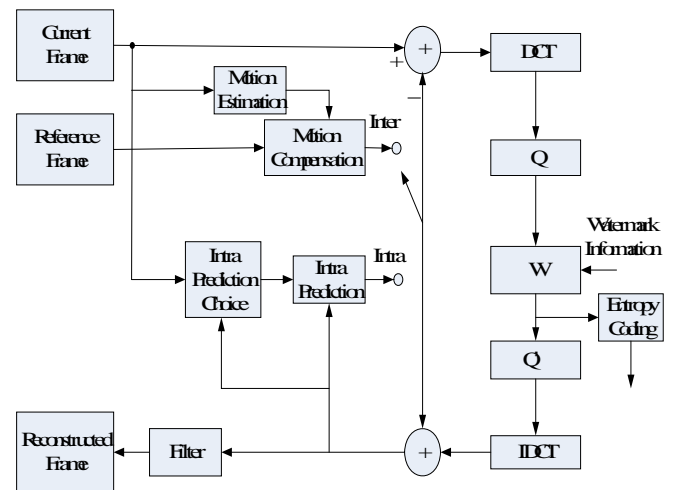 Current
Frame
+
+
−
DCT
Motion
Estimation
Reference
Frame
Motion
Compensation
Inter
Q
Watermark
Information
W
Intra
Prediction
Choice
Intra
Prediction
Intra
Entropy
Coding
Q'
Reconstructed
Frame
Filter
+
IDCT